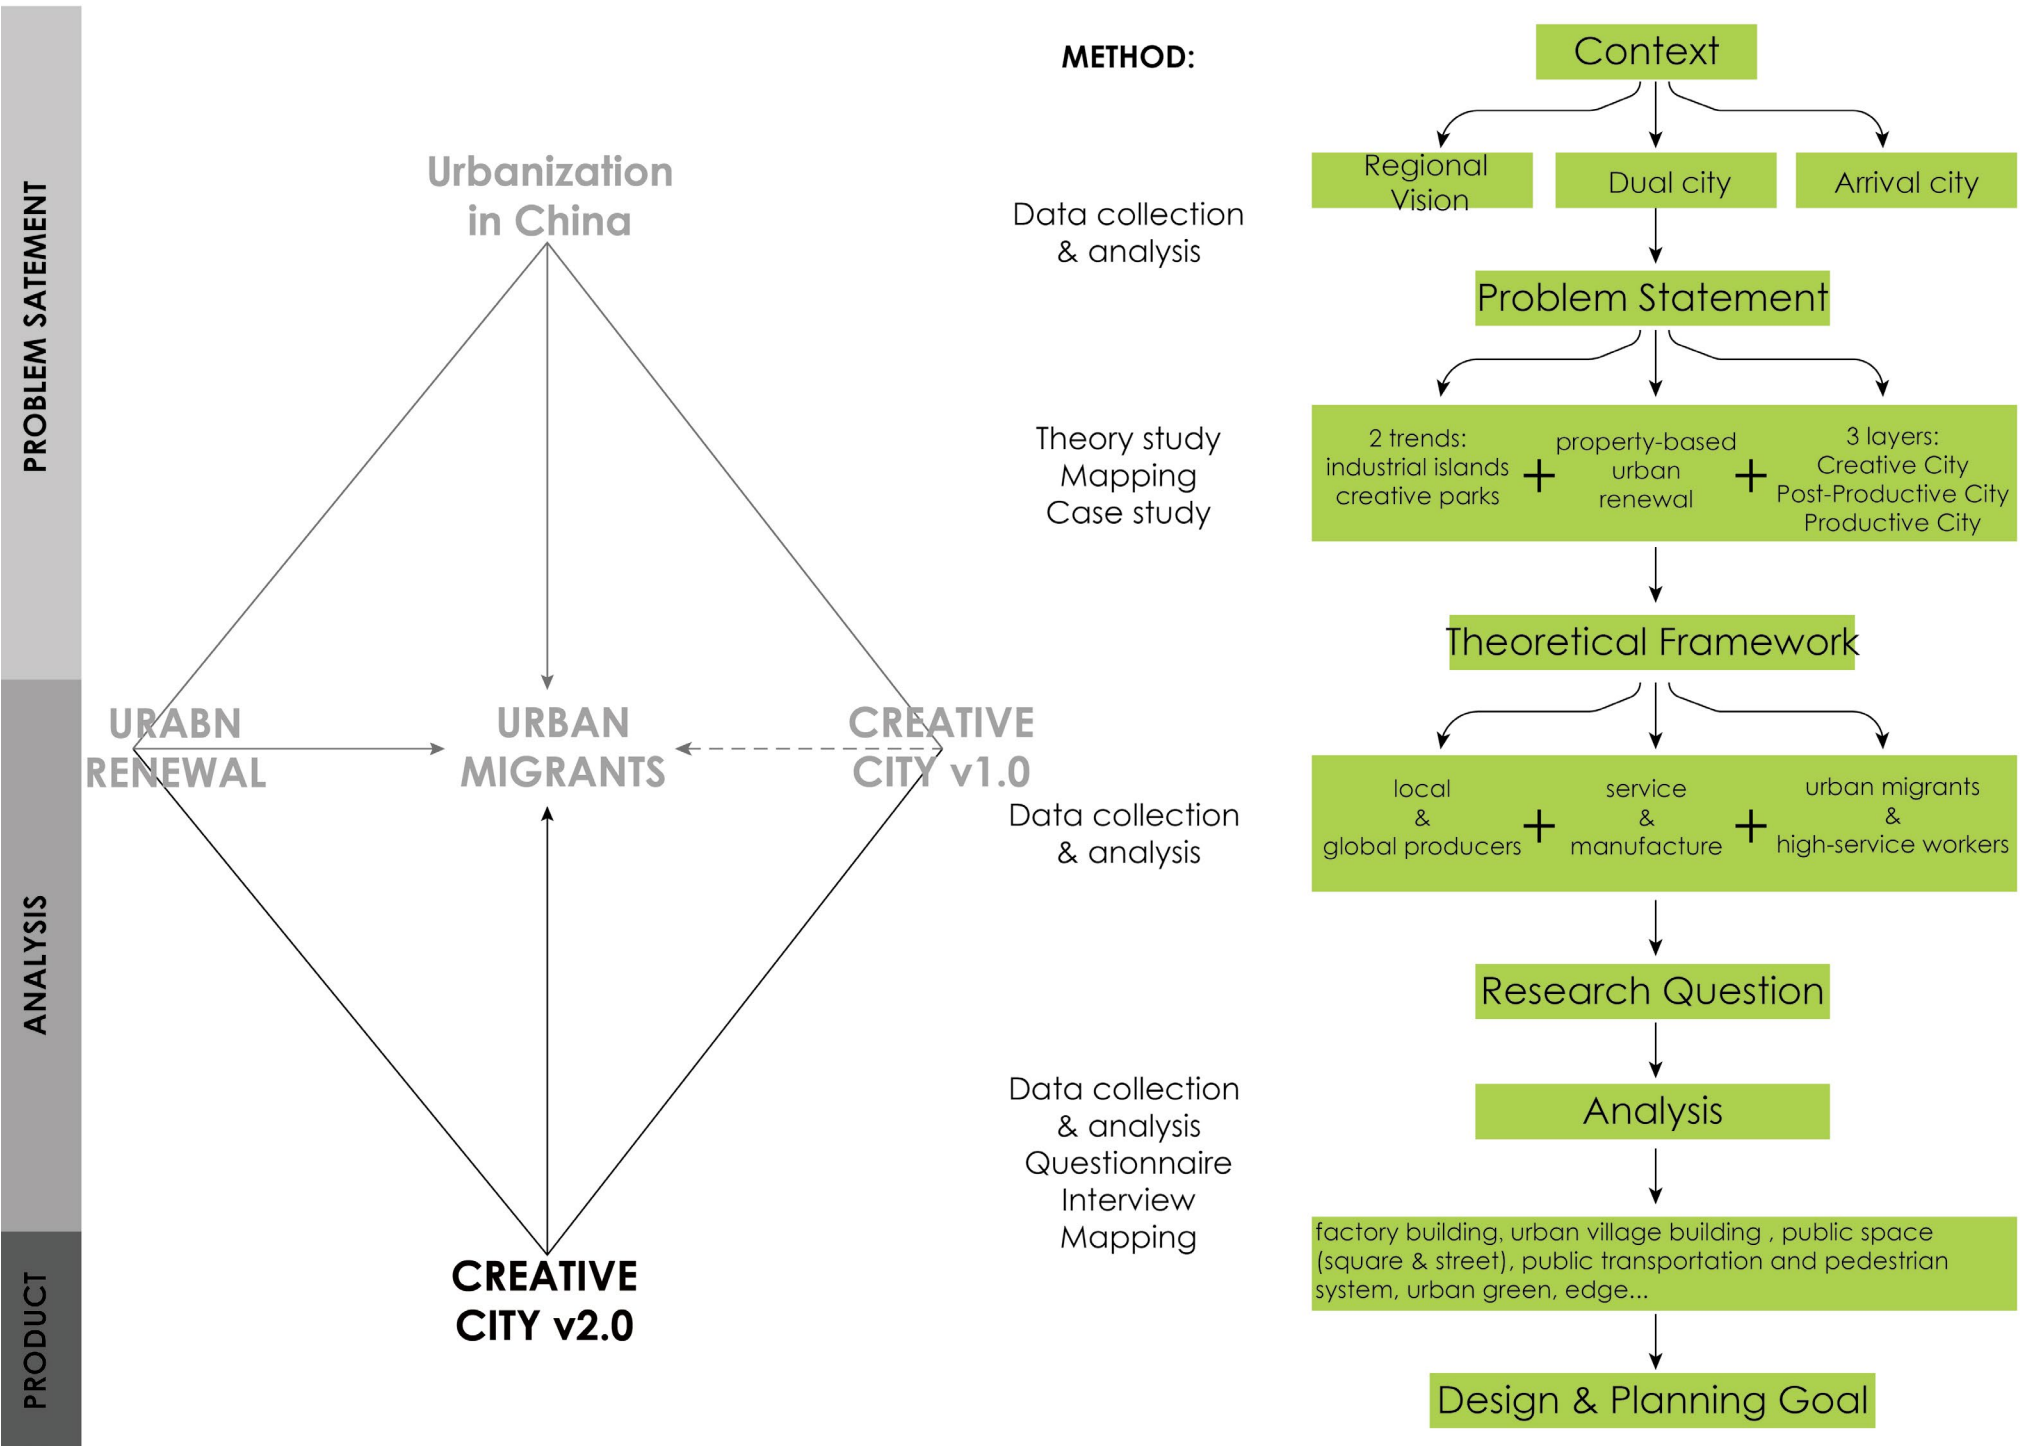 PROBLEM SATEMENT
ANALYSIS
PRODUCT
Urbanization
in China
URABN
RENEWAL
URBAN
MIGRANTS
CREATIVE
CITY v1.0
CREATIVE
CITY v2.0
METHOD:
Data collection
& analysis
Theory study
Mapping
Case study
Data collection
& analysis
Data collection
& analysis
Questionnaire
Interview
Mapping
Context
Regional
Vision
Dual city
Arrival city
Problem Statement
2 trends:
industrial islands
creative parks
+
property-based
urban
renewal
+
3 layers:
Creative City
Post-Productive City
Productive City
Theoretical Framework
local
&
global producers
+
service
&
manufacture
+
urban migrants
&
high-service workers
Research Question
Analysis
factory building, urban village building , public space
(square & street), public transportation and pedestrian
system, urban green, edge...
Design & Planning Goal